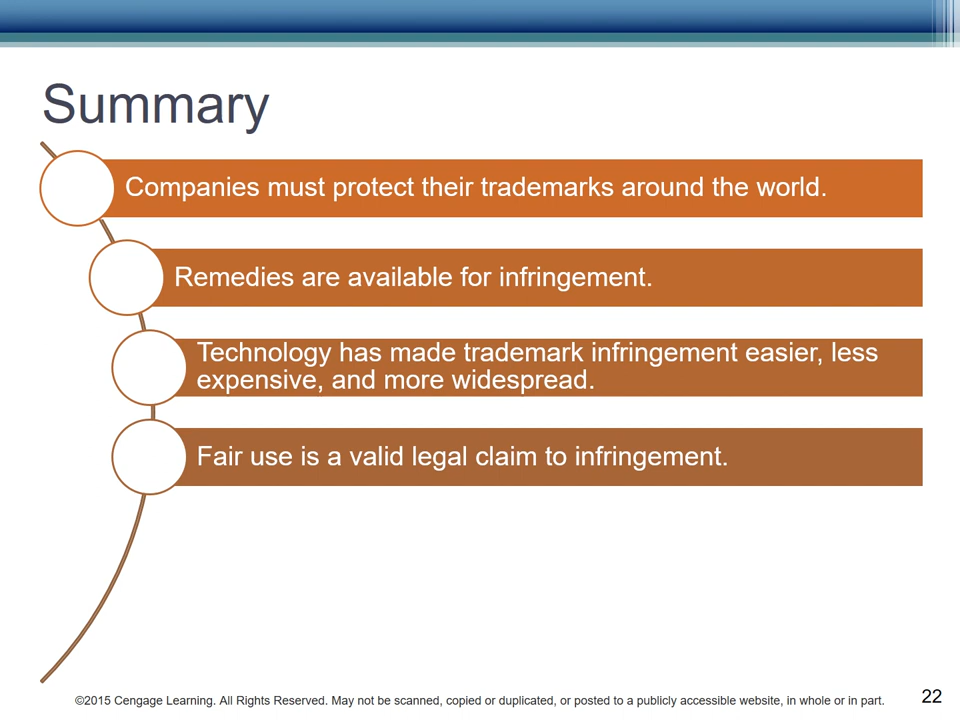 Summary
Companies must protect their trademarks around the world.
Remedies are available for infringement.
Technology has made trademark infringement easier, less
expensive, and more widespread.
Fair use is a valid legal claim to infringement.
©2015 Cengage Learning. All Rights Reserved. May not be scanned, copied or duplicated, or posted to a publicly accessible website, in whole or in part.
22